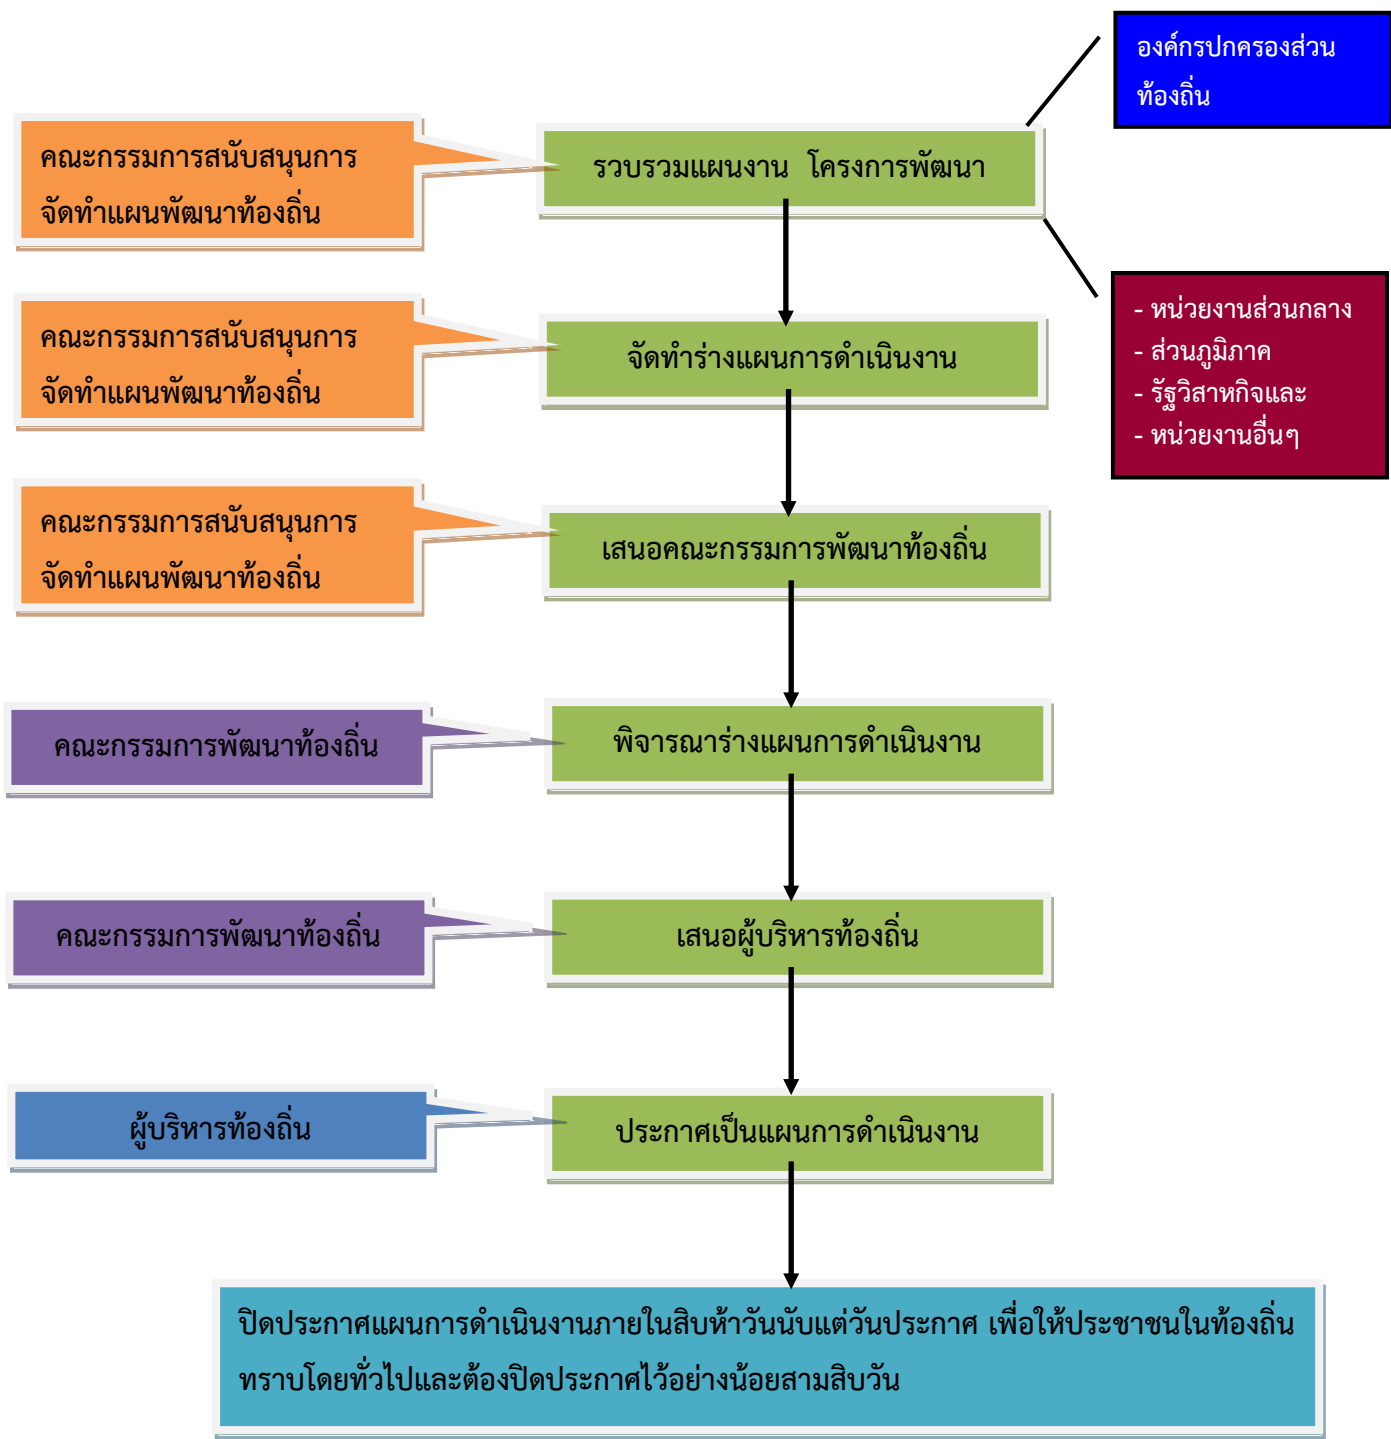 องค์กรปกครองส่วน
ท้องถิ่น
คณะกรรมการสนับสนุนการ
จัดทำแผนพัฒนาท้องถิ่น
รวบรวมแผนงาน โครงการพัฒนา
- หน่วยงานส่วนกลาง
- ส่วนภูมิภาค
- รัฐวิสาหกิจและ
- หน่วยงานอื่นๆ
คณะกรรมการสนับสนุนการ
จัดทำแผนพัฒนาท้องถิ่น
จัดทำร่างแผนการดำเนินงาน
คณะกรรมการสนับสนุนการ
จัดทำแผนพัฒนาท้องถิ่น
เสนอคณะกรรมการพัฒนาท้องถิ่น
คณะกรรมการพัฒนาท้องถิ่น
พิจารณาร่างแผนการดำเนินงาน
คณะกรรมการพัฒนาท้องถิ่น
เสนอผู้บริหารท้องถิ่น
ผู้บริหารท้องถิ่น
ประกาศเป็นแผนการดำเนินงาน
ปิดประกาศแผนการดำเนินงานภายในสิบห้าวันนับแต่วันประกาศ เพื่อให้ประชาชนในท้องถิ่น
ทราบโดยทั่วไปและต้องปิดประกาศไว้อย่างน้อยสามสิบวัน